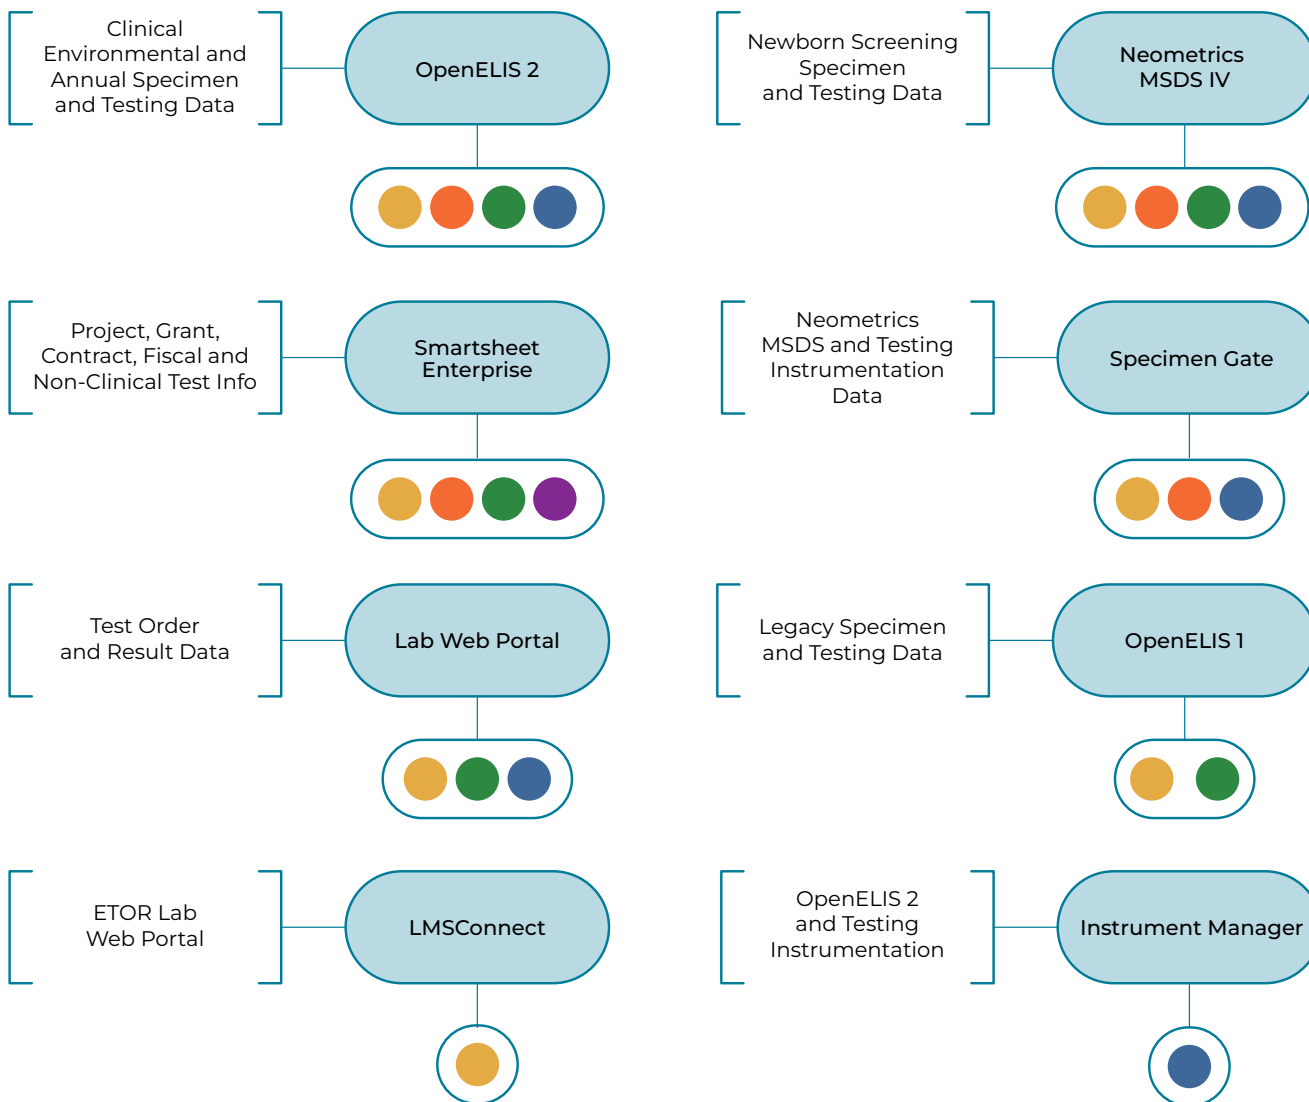 Clinical
Environmental and
Annual Specimen
and Testing Data
OpenELIS 2
Newborn Screening
Specimen
and Testing Data
Neometrics
MSDS IV
Project, Grant,
Contract, Fiscal and
Non-Clinical Test Info
Smartsheet
Enterprise
Neometrics
MSDS and Testing
Instrumentation
Data
Specimen Gate
Test Order
and Result Data
Lab Web Portal
Legacy Specimen
and Testing Data
OpenELIS 1
ETOR Lab
Web Portal
LMSConnect
OpenELIS 2
and Testing
Instrumentation
Instrument Manager